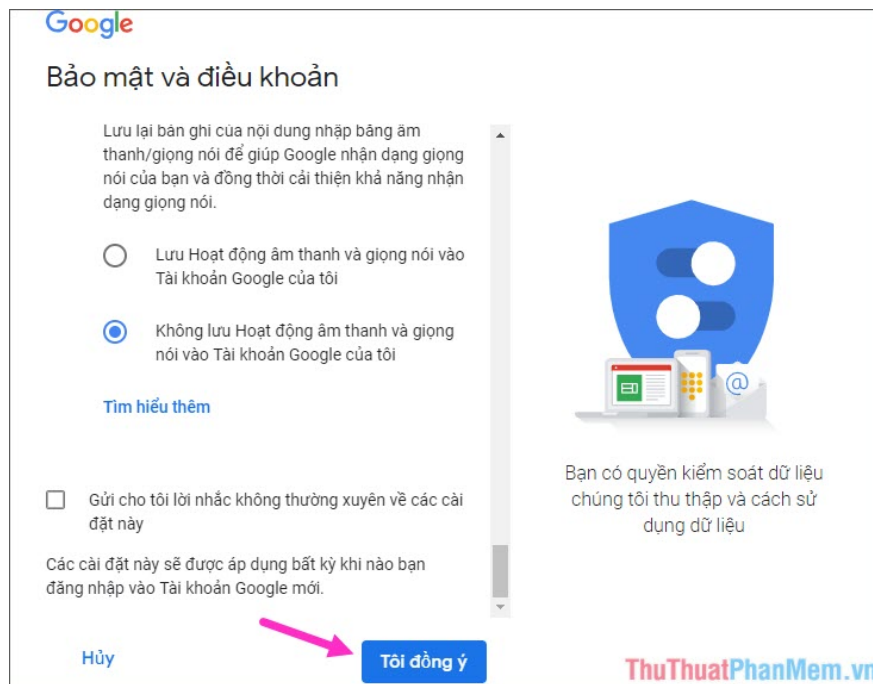 Google
Bảo mật và điều khoản
Lưu lại bản ghi của nội dung nhập bằng âm
thanh/giọng nói để giúp Google nhận dạng giọng
nói của bạn và đồng thời cải thiện khả năng nhận
dạng giọng nói.
Lưu Hoạt động âm thanh và giọng nói vào
Tài khoản Google của tôi
Không lưu Hoạt động âm thanh và giọng
nói vào Tài khoản Google của tôi
Tìm hiểu thêm
Gửi cho tôi lời nhắc không thường xuyên về các cài
đặt này
Các cài đặt này sẽ được áp dụng bất kỳ khi nào bạn
đăng nhập vào Tài khoản Google mới.
Hủy
Tôi đồng ý
@
Bạn có quyền kiểm soát dữ liệu
chúng tôi thu thập và cách sử
dụng dữ liệu
ThuThuatPhanMem.vn